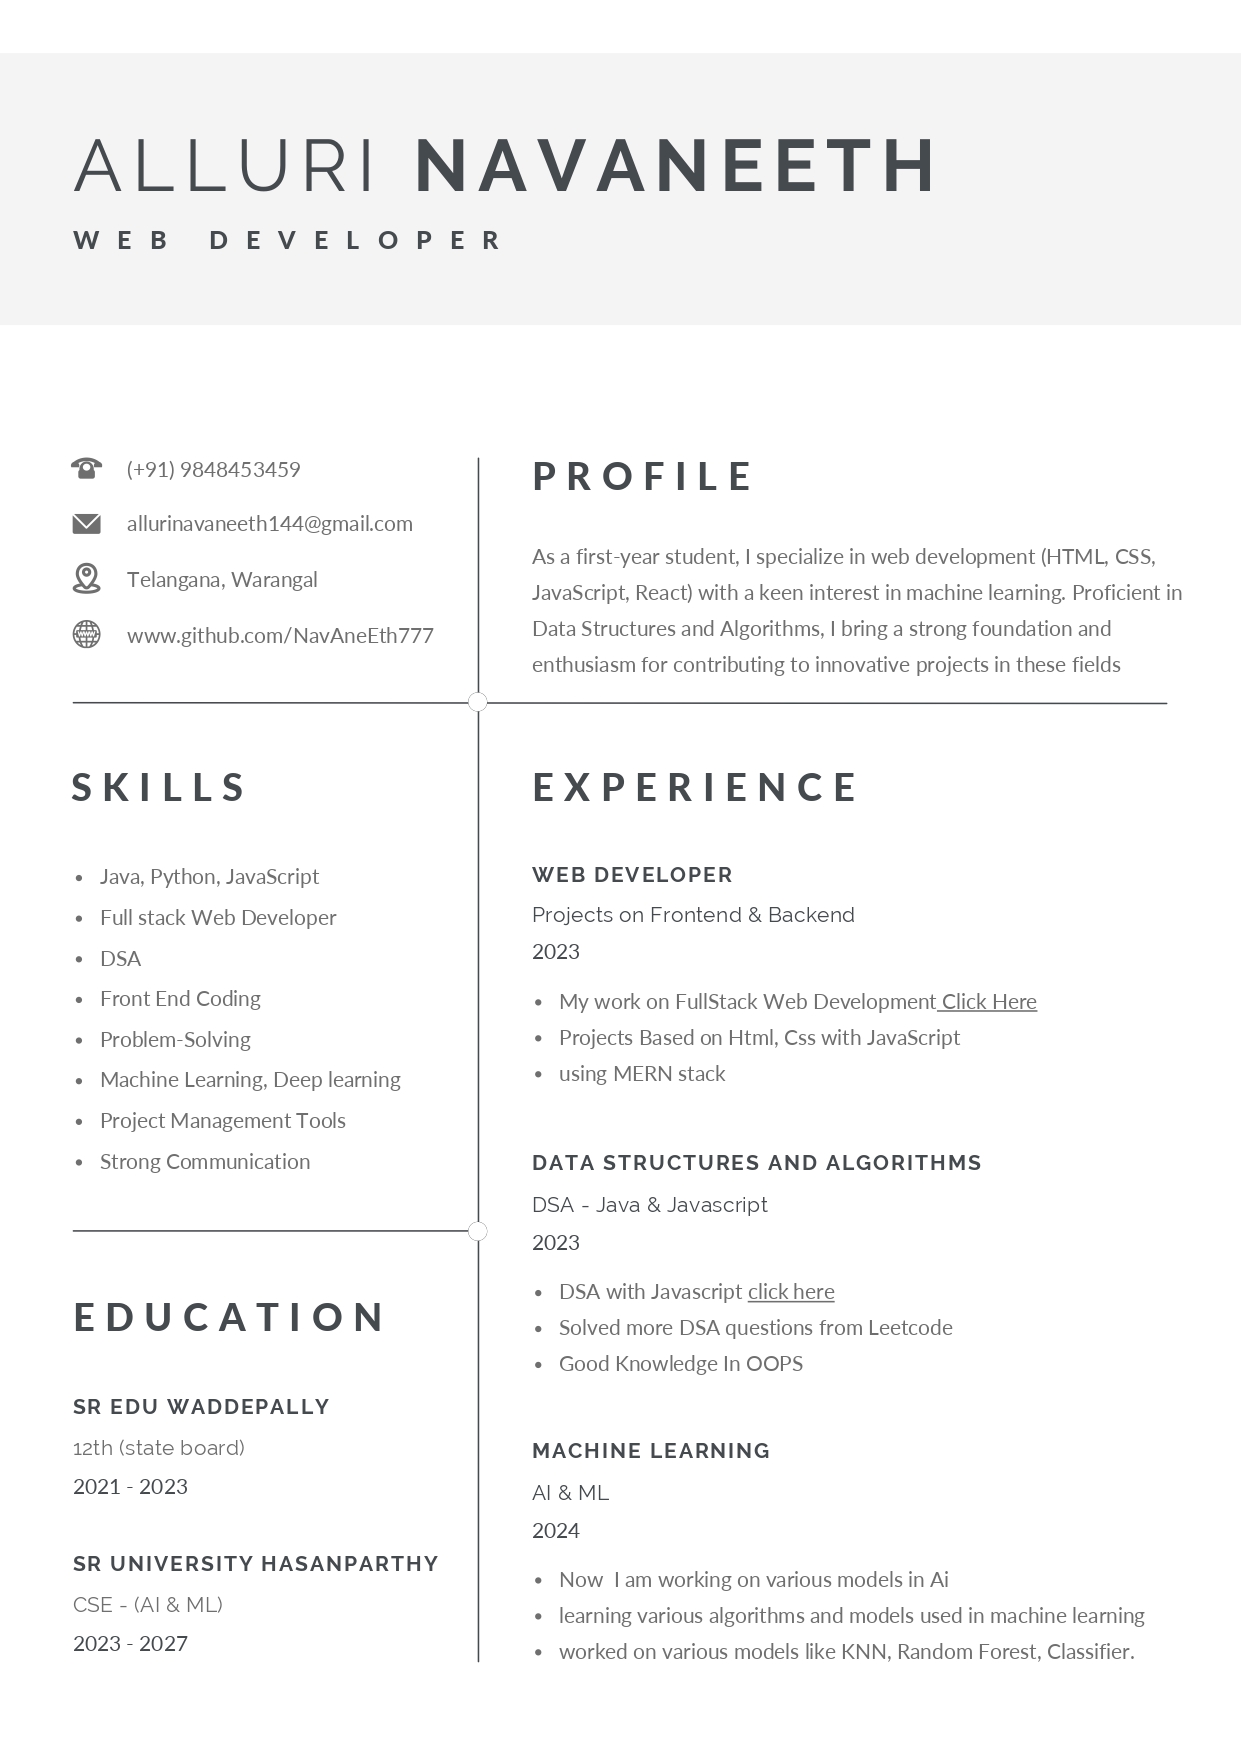 ALLURI NAVANEETH
WEB DEVELOPER
(+91) 9848453459
allurinavaneeth144@gmail.com
Telangana, Warangal
www
www.github.com/NavAneEth777
PROFILE
As a first-year student, I specialize in web development (HTML, CSS,
JavaScript, React) with a keen interest in machine learning. Proficient in
Data Structures and Algorithms, I bring a strong foundation and
enthusiasm for contributing to innovative projects in these fields
SKILLS
• Java, Python, JavaScript
• Full stack Web Developer
• DSA
• Front End Coding
• Problem-Solving
• Machine Learning, Deep learning
• Project Management Tools
• Strong Communication
EDUCATION
SR EDU WADDEPALLY
12th (state board)
2021 - 2023
SR UNIVERSITY HASANPARTHY
CSE - (AI & ML)
2023 - 2027
EXPERIENCE
WEB DEVELOPER
Projects on Frontend & Backend
2023
• My work on FullStack Web Development Click Here
• Projects Based on Html, Css with JavaScript
• using MERN stack
DATA STRUCTURES AND ALGORITHMS
DSA - Java & Javascript
2023
• DSA with Javascript click here
• Solved more DSA questions from Leetcode
• Good Knowledge In OOPS
MACHINE LEARNING
AI & ML
2024
• Now  I am working on various models in Ai
• learning various algorithms and models used in machine learning
• worked on various models like KNN, Random Forest, Classifier.